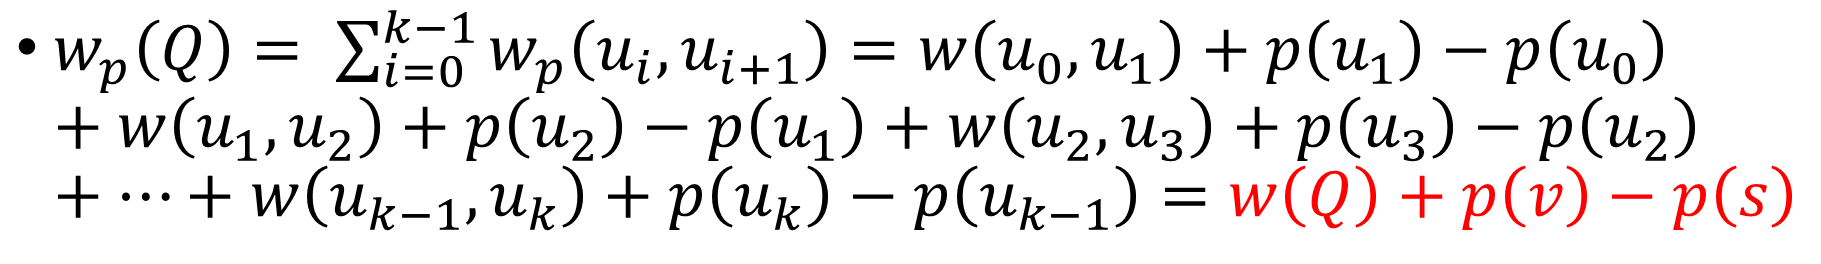 • w_p(Q) = ∑_{i=0}^{k−1} w_p(u_i, u_{i+1}) = w(u_0, u_1) + p(u_1) − p(u_0)
+ w(u_1, u_2) + p(u_2) − p(u_1) + w(u_2, u_3) + p(u_3) − p(u_2)
+ ⋯ + w(u_{k−1}, u_k) + p(u_k) − p(u_{k−1}) = w(Q) + p(v) − p(s)